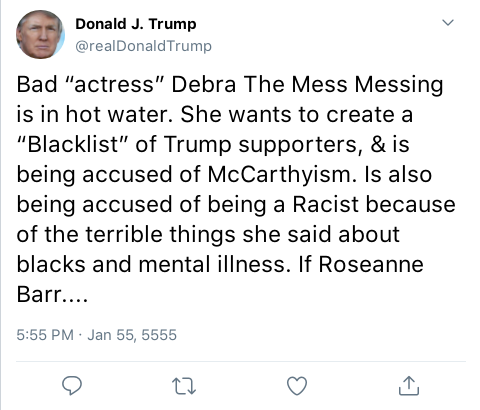 Donald J. Trump
@realDonaldTrump
Bad “actress” Debra The Mess Messing
is in hot water. She wants to create a
“Blacklist” of Trump supporters, & is
being accused of McCarthyism. Is also
being accused of being a Racist because
of the terrible things she said about
blacks and mental illness. If Roseanne
Barr....
5:55 PM · Jan 55, 5555